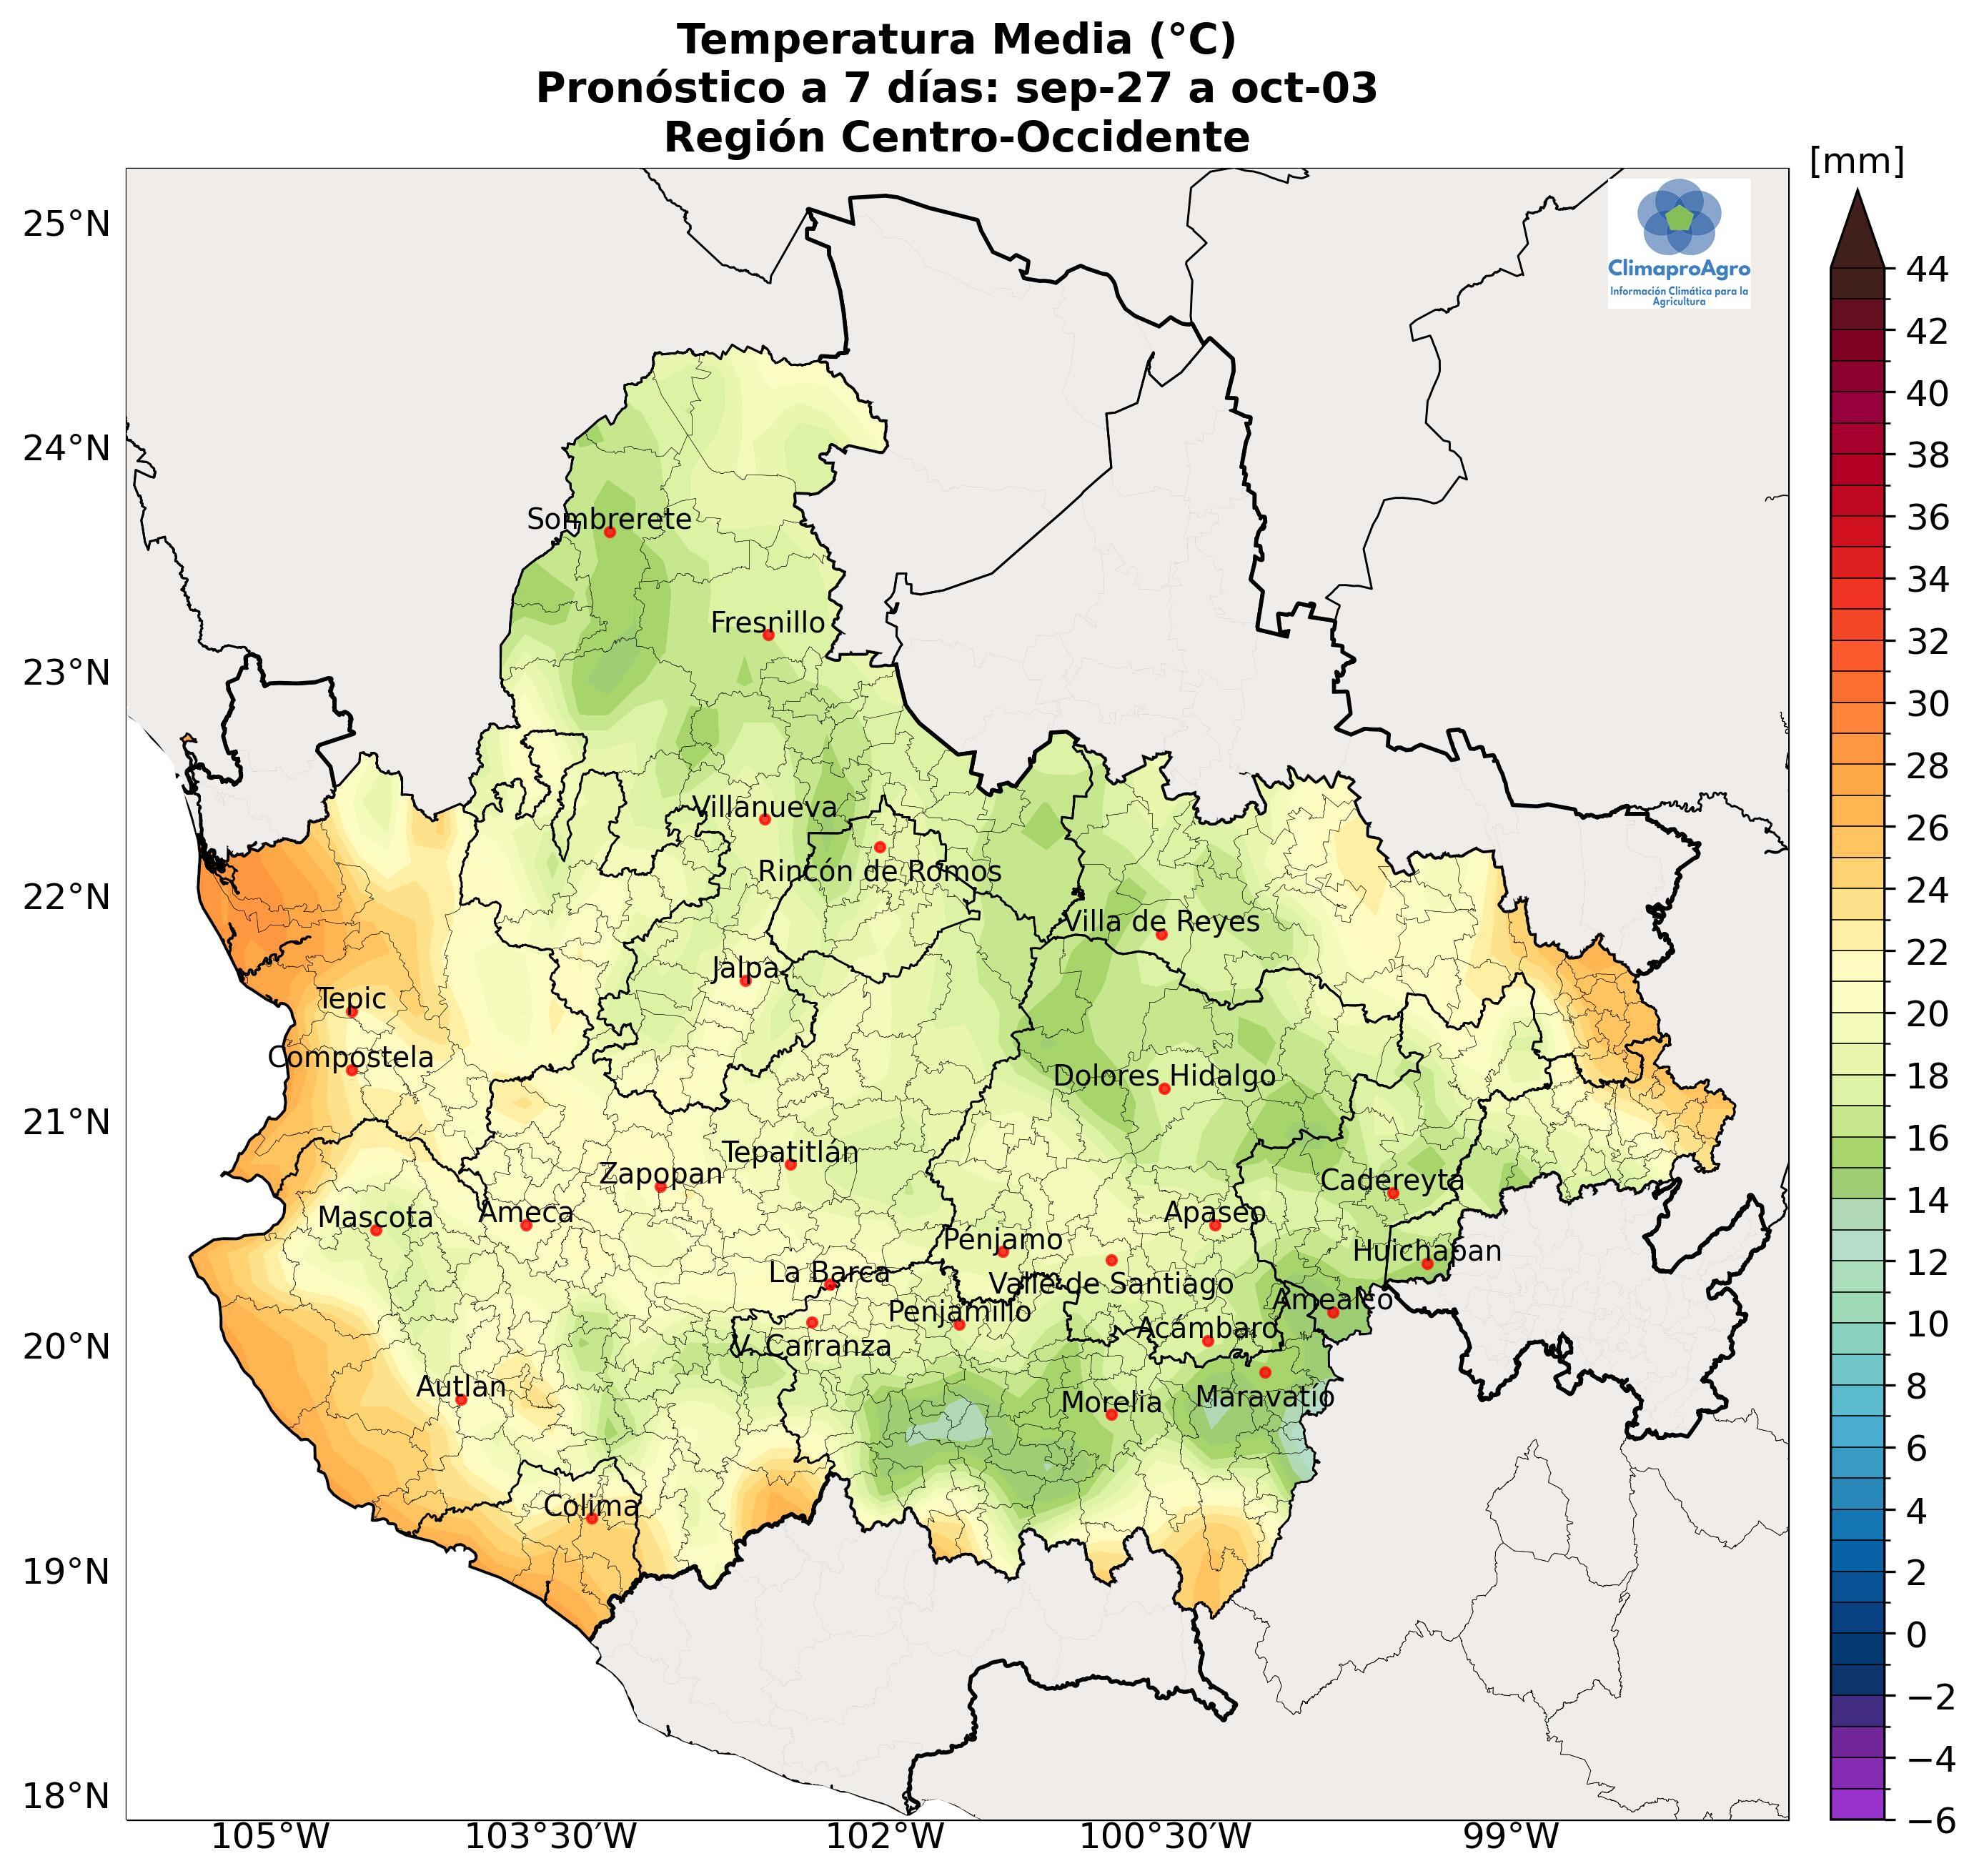 Temperatura Media (°C)
Pronóstico a 7 días: sep-27 a oct-03
Región Centro-Occidente
[mm]
ClimaproAgro
Información Climática para la
Agricultura
25°N
24°N
23°N
22°N
21°N
20°N
19°N
18°N
Sombrerete
Fresnillo
Villanueva
Rincón de Romos
Villa de Reyes
Jalpa
Tepic
Compostela
Dolores Hidalgo
Tepatitlán
Zapopan
Cadereyta
Mascota
Ameca
Apaseo
Pénjamo
Huichapan
La Barca
Valle de Santiago
Amealco
Penjamillo
Acámbaro
V. Carranza
Autlan
Morelia
Maravatío
Colima
105°W
103°30'W
102°W
100°30'W
99°W
44
42
40
38
36
34
32
30
28
26
24
22
20
18
16
14
12
10
8
6
4
2
0
−2
−4
−6